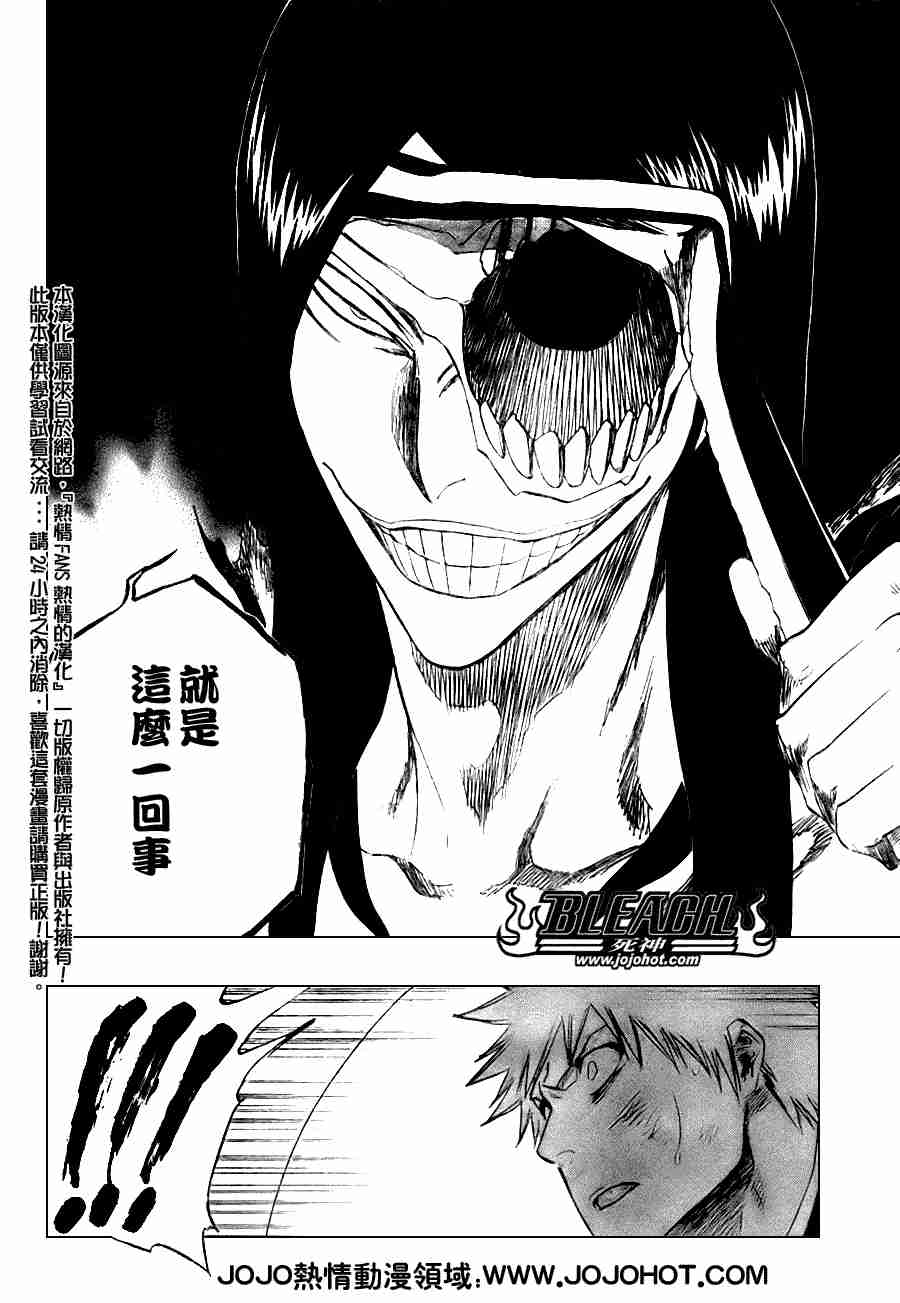 就是
這麼一回事
本漢化圖源來自於網路,『熱情FANS熱情的漢化』一切版權歸原作者與出版社擁有!
此版本僅供學習試看交流...請24小時之內消除,喜歡這套漫畫請購買正版!謝謝。
BLEACH
死神
www.jojohot.com
!!!
JOJO熱情動漫領域:WWW.JOJOHOT.COM